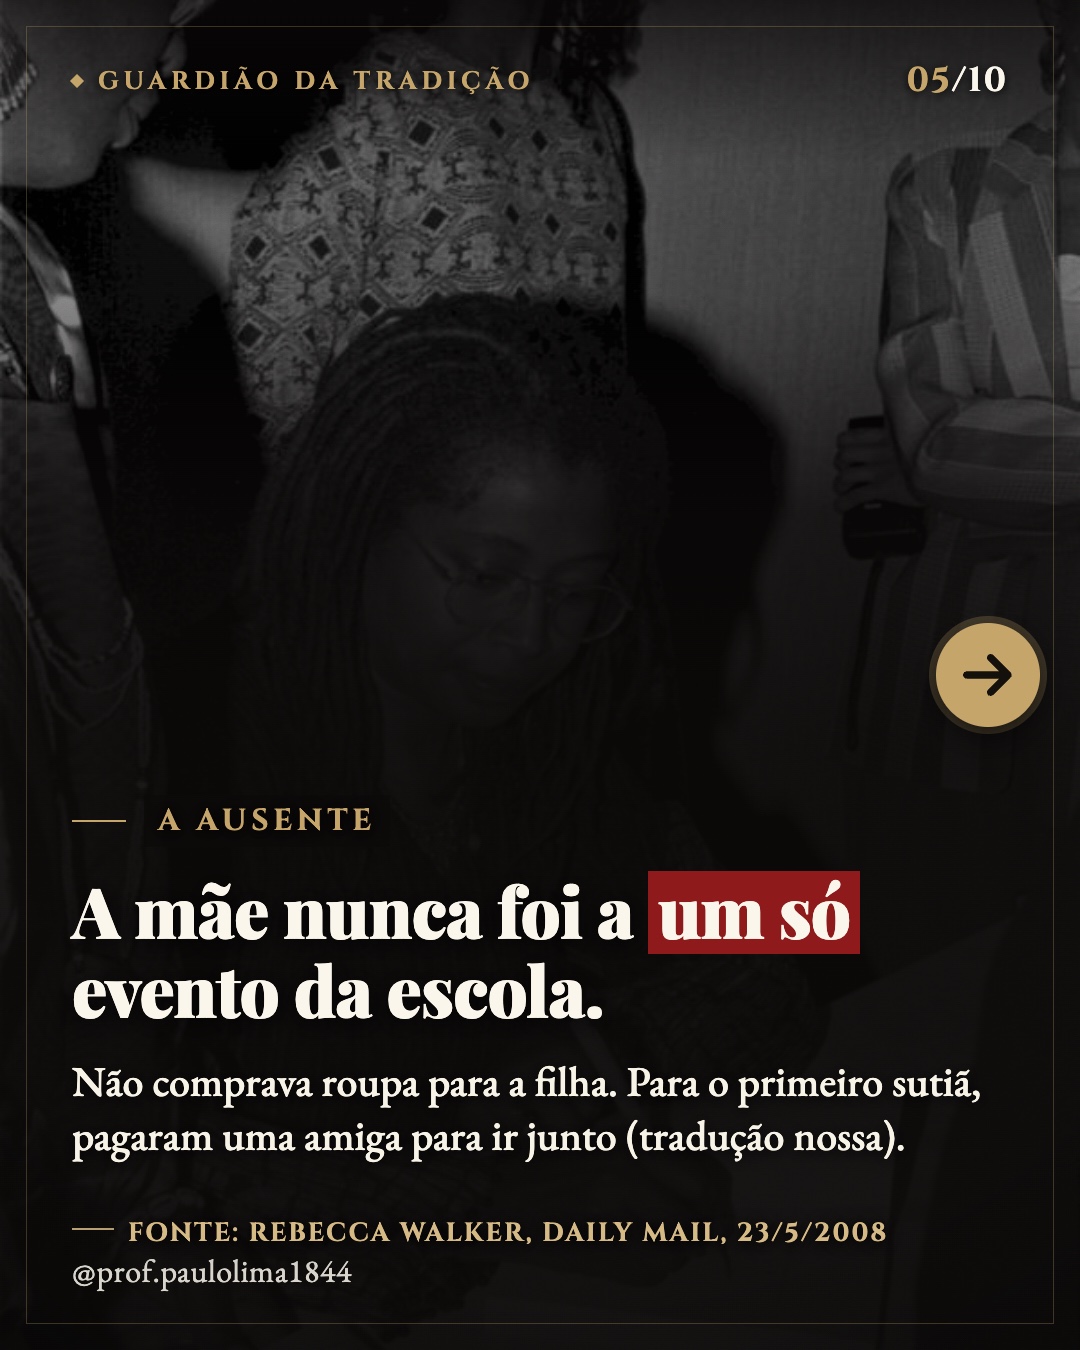 GUARDIÃO DA TRADIÇÃO
05/10
A AUSENTE
A mãe nunca foi a um só
evento da escola.
Não comprava roupa para a filha. Para o primeiro sutiã,
pagaram uma amiga para ir junto (tradução nossa).
FONTE: REBECCA WALKER, DAILY MAIL, 23/5/2008
@prof.paulolima1844